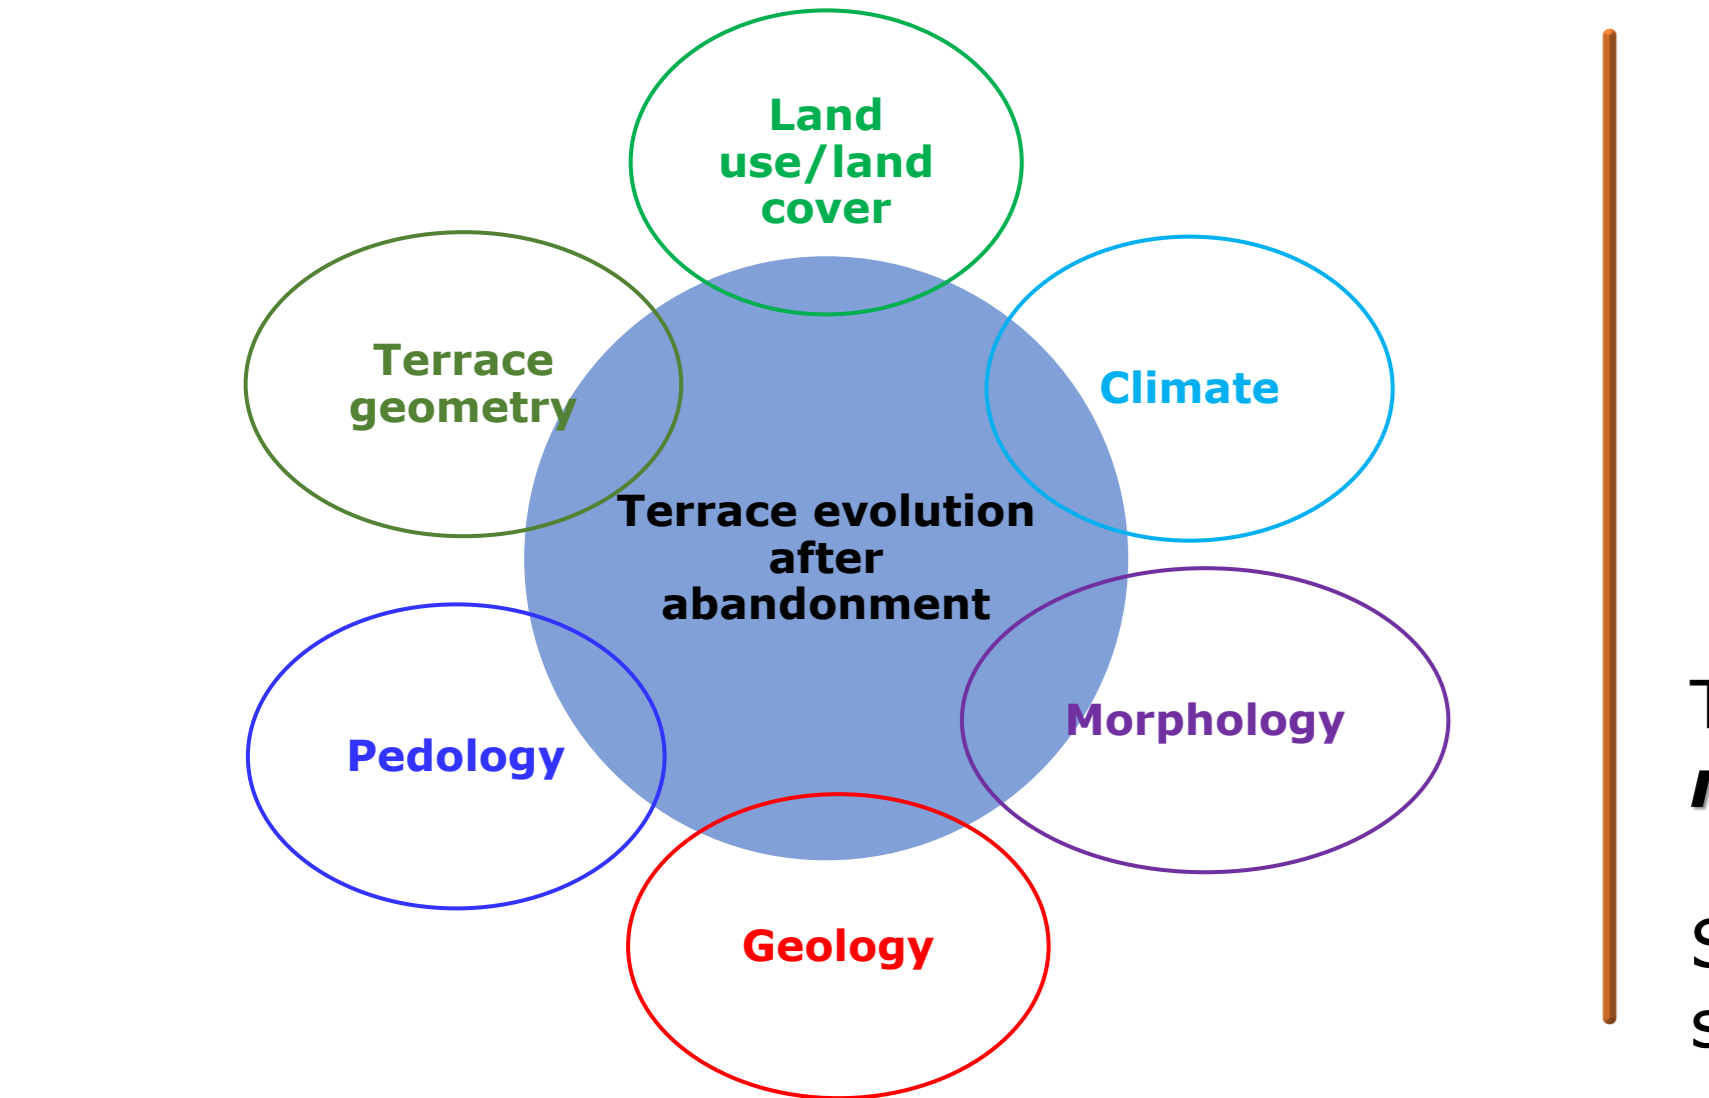 Land
use/land
cover
Terrace
geometry
Climate
Terrace evolution
after
abandonment
Pedology
Morphology
Geology